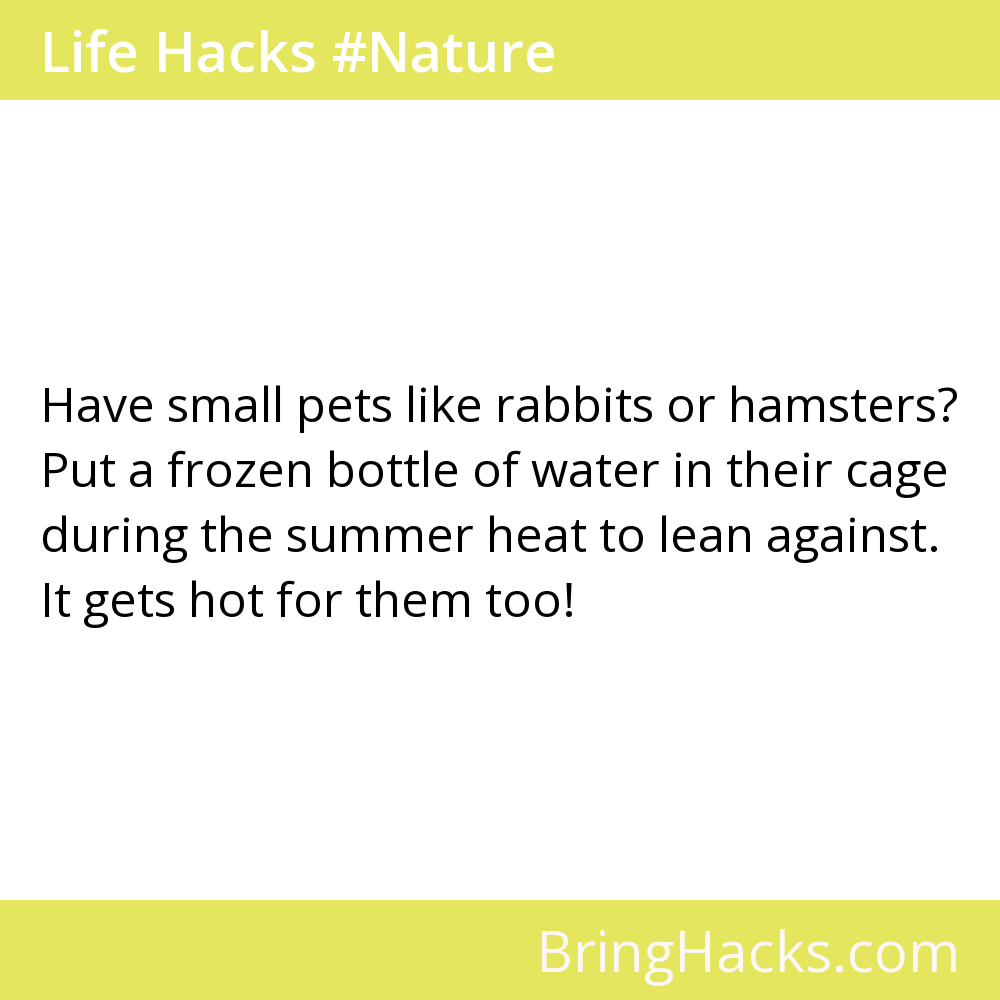 Life Hacks #Nature
Have small pets like rabbits or hamsters?
Put a frozen bottle of water in their cage
during the summer heat to lean against.
It gets hot for them too!
BringHacks.com